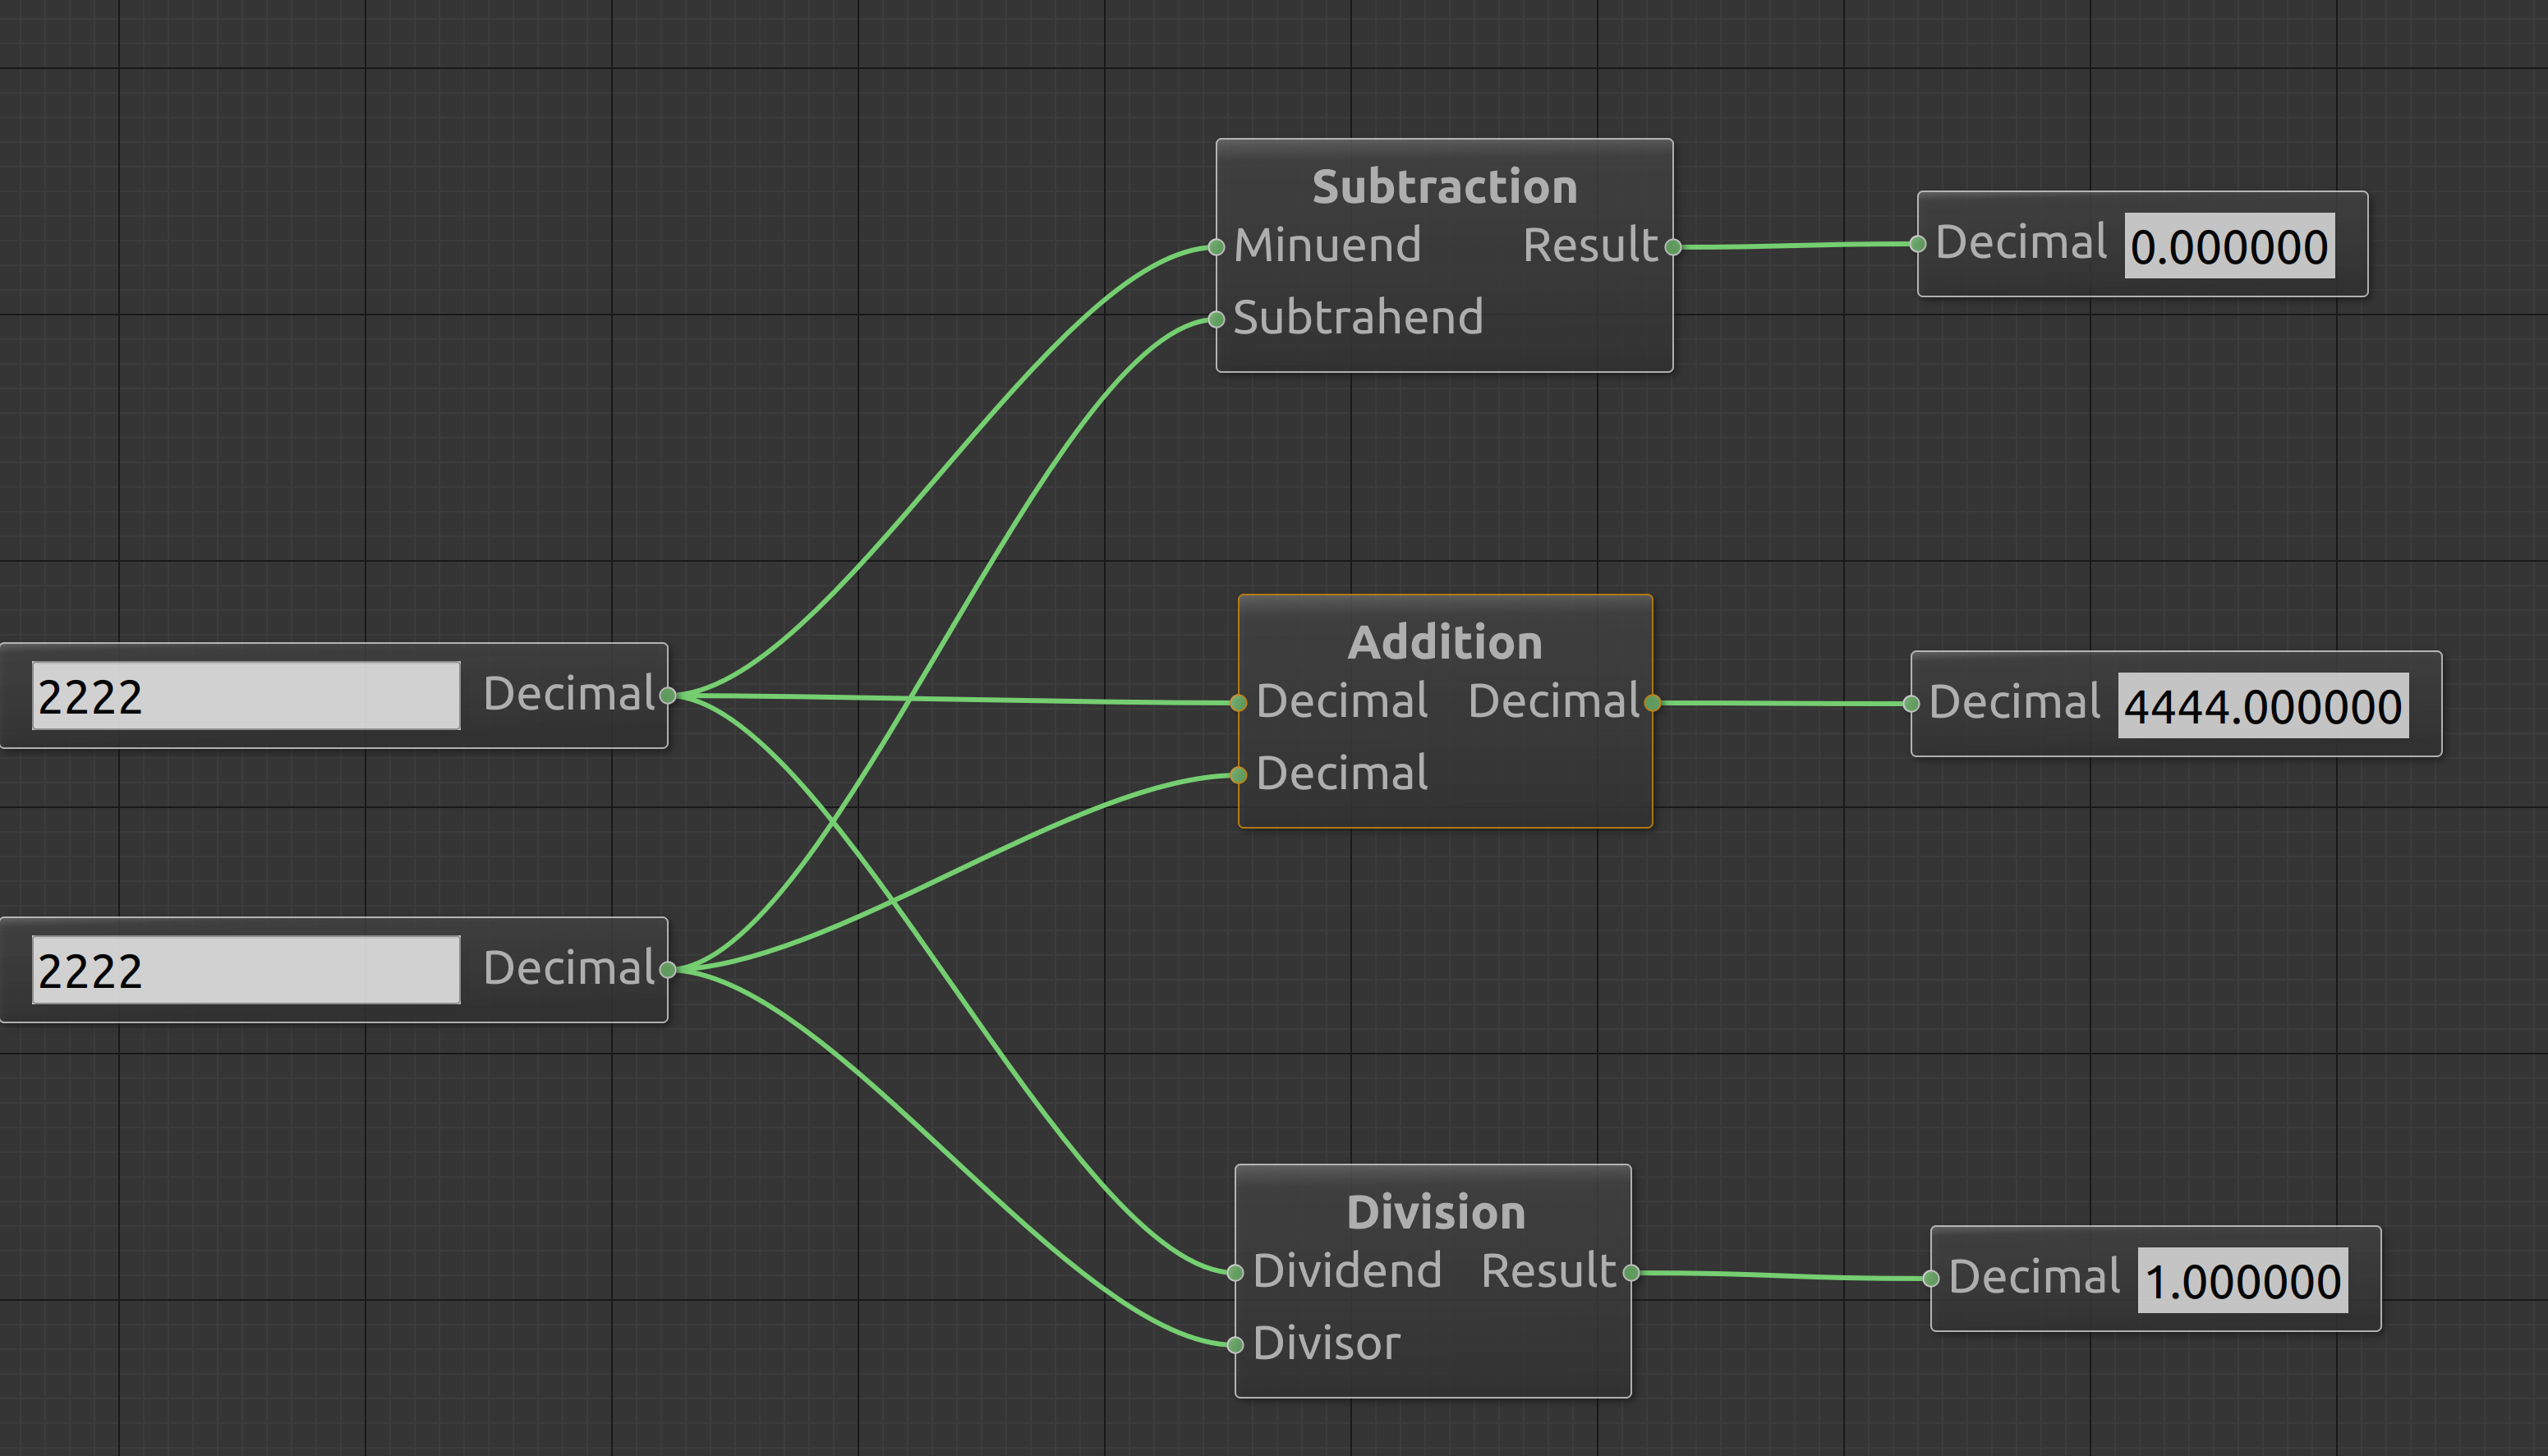 Subtraction
Minuend Result
Subtrahend
Decimal 0.000000
2222 Decimal
Addition
Decimal Decimal
Decimal
Decimal 4444.000000
2222 Decimal
Division
Dividend Result
Divisor
Decimal 1.000000